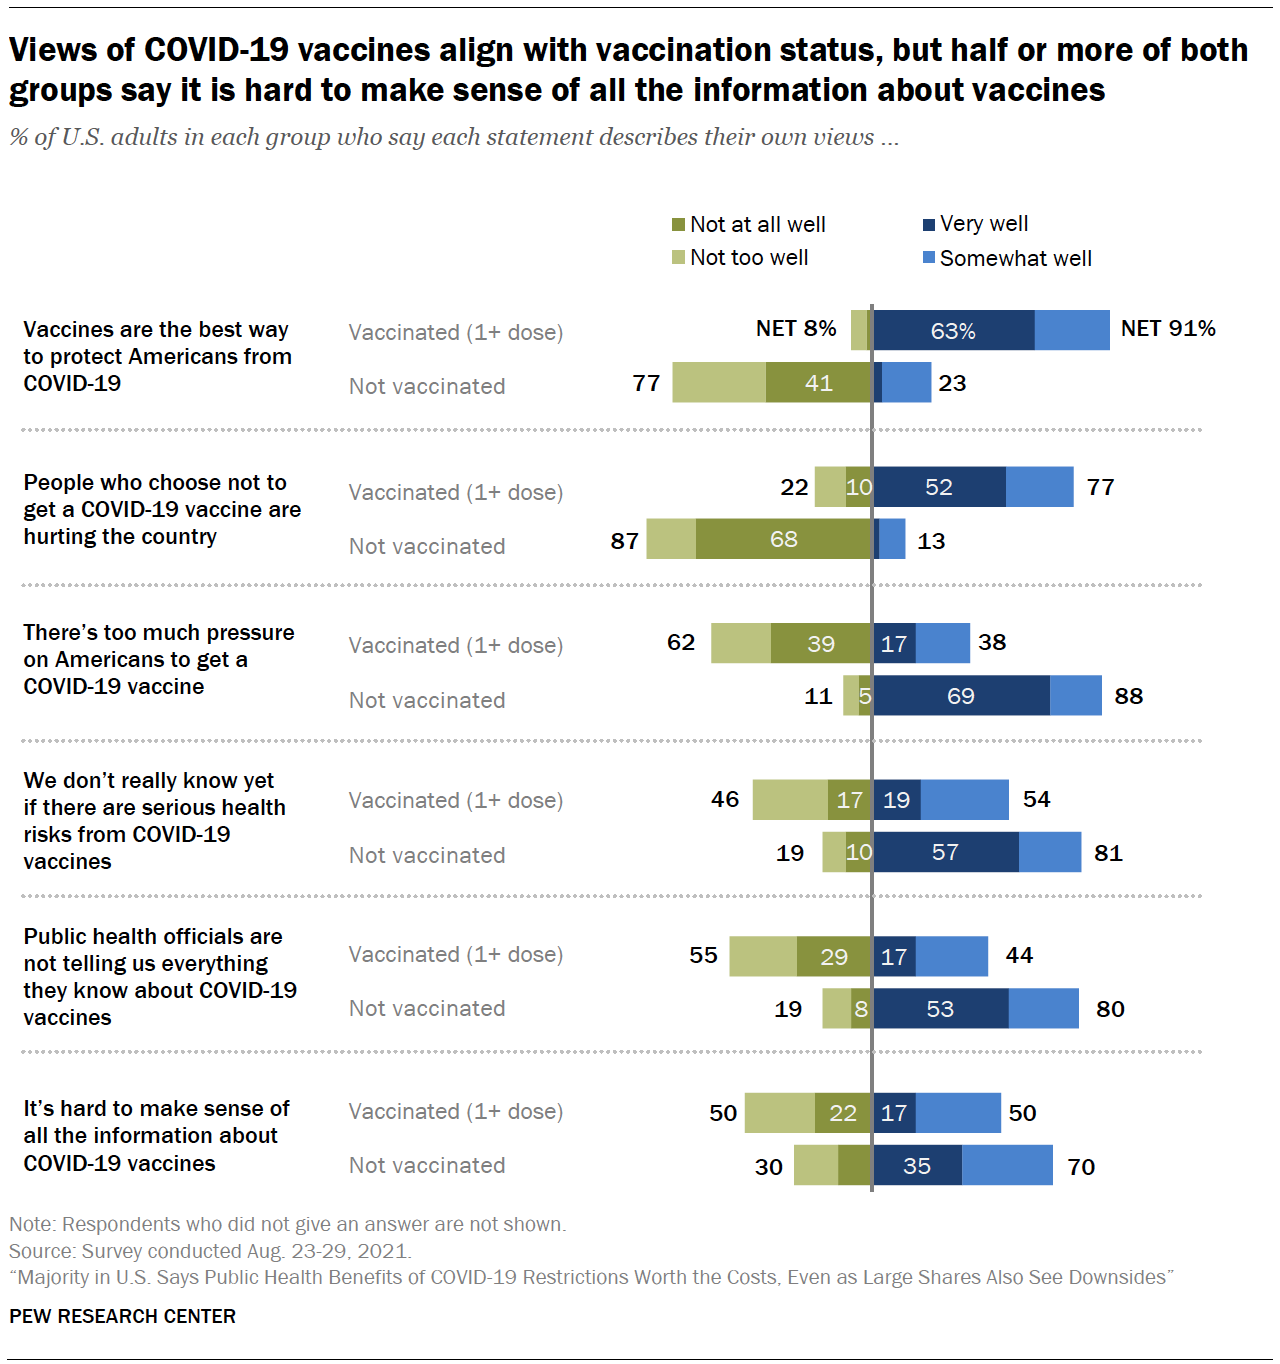 Views of COVID-19 vaccines align with vaccination status, but half or more of both
groups say it is hard to make sense of all the information about vaccines
% of U.S. adults in each group who say each statement describes their own views ...
Not at all well
Very well
Not too well
Somewhat well
Vaccines are the best way
to protect Americans from
COVID-19
Vaccinated (1+ dose)
NET 8%
63%
NET 91%
Not vaccinated
77
41
23
People who choose not to
get a COVID-19 vaccine are
hurting the country
Vaccinated (1+ dose)
22
10
52
77
Not vaccinated
87
68
13
There's too much pressure
on Americans to get a
COVID-19 vaccine
Vaccinated (1+ dose)
62
39
17
38
Not vaccinated
11
5
69
88
We don't really know yet
if there are serious health
risks from COVID-19
vaccines
Vaccinated (1+ dose)
46
17
19
54
Not vaccinated
19
10
57
81
Public health officials are
not telling us everything
they know about COVID-19
vaccines
Vaccinated (1+ dose)
55
29
17
44
Not vaccinated
19
8
53
80
It's hard to make sense of
all the information about
COVID-19 vaccines
Vaccinated (1+ dose)
50
22
17
50
Not vaccinated
30
35
70
Note: Respondents who did not give an answer are not shown.
Source: Survey conducted Aug. 23-29, 2021.
“Majority in U.S. Says Public Health Benefits of COVID-19 Restrictions Worth the Costs, Even as Large Shares Also See Downsides”
PEW RESEARCH CENTER